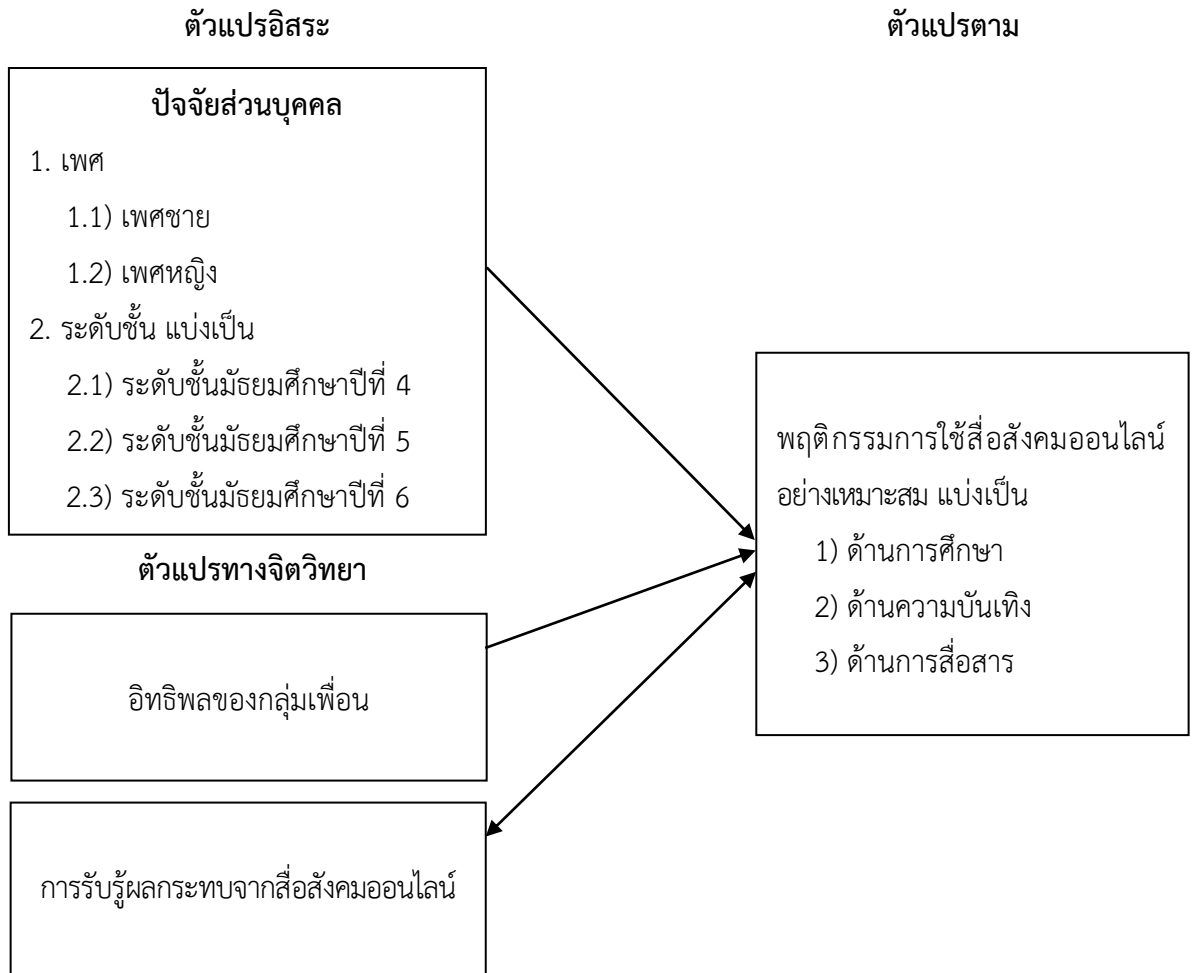 ตัวแปรอิสระ
ตัวแปรตาม
ปัจจัยส่วนบุคคล
1. เพศ
1.1) เพศชาย
1.2) เพศหญิง
2. ระดับชั้น แบ่งเป็น
2.1) ระดับชั้นมัธยมศึกษาปีที่ 4
2.2) ระดับชั้นมัธยมศึกษาปีที่ 5
2.3) ระดับชั้นมัธยมศึกษาปีที่ 6
ตัวแปรทางจิตวิทยา
อิทธิพลของกลุ่มเพื่อน
การรับรู้ผลกระทบจากสื่อสังคมออนไลน์
พฤติกรรมการใช้สื่อสังคมออนไลน์
อย่างเหมาะสม แบ่งเป็น
1) ด้านการศึกษา
2) ด้านความบันเทิง
3) ด้านการสื่อสาร